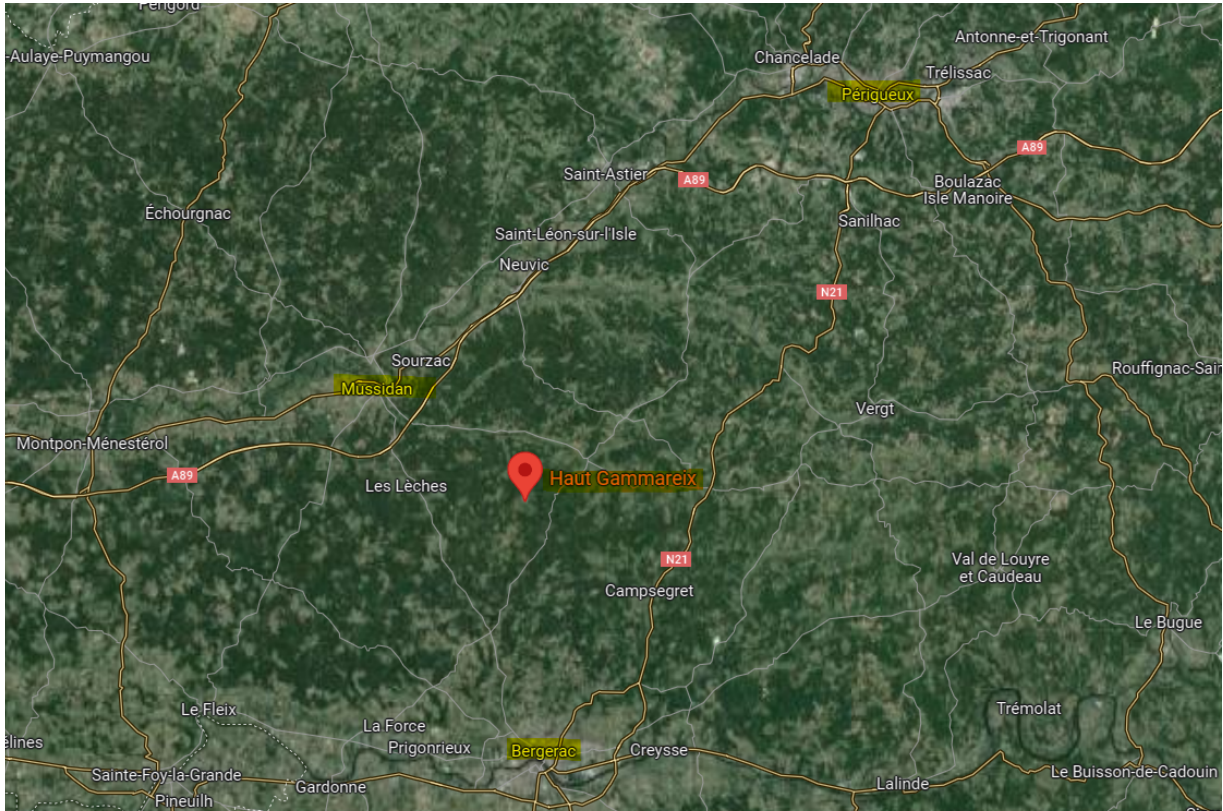 Périgord
Antonne-et-Trigonant
-Aulaye-Puymangou
Chancelade
Trélissac
Périgueux
A89
Saint-Astier
A89
Boulazac
Isle Manoire
Échourgnac
Sanilhac
Saint-Léon-sur-l'Isle
Neuvic
N21
Sourzac
Rouffignac-Sain
Mussidan
Vergt
Montpon-Ménestérol
A89
Haut Gammareix
Les Lèches
N21
Val de Louyre
et Caudeau
Campsegret
Le Bugue
Le Fleix
Trémolat
La Force
élines
Prigonrieux
Bergerac
Creysse
Sainte-Foy-la-Grande
Le Buisson-de-Cadouin
Gardonne
Lalinde
Pineuilh